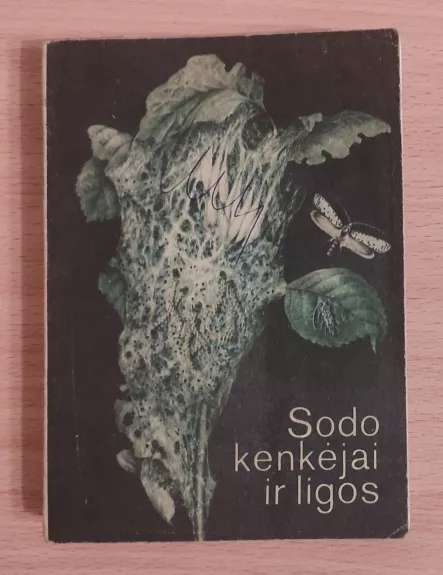 Sodo
kenkėjai
ir ligos